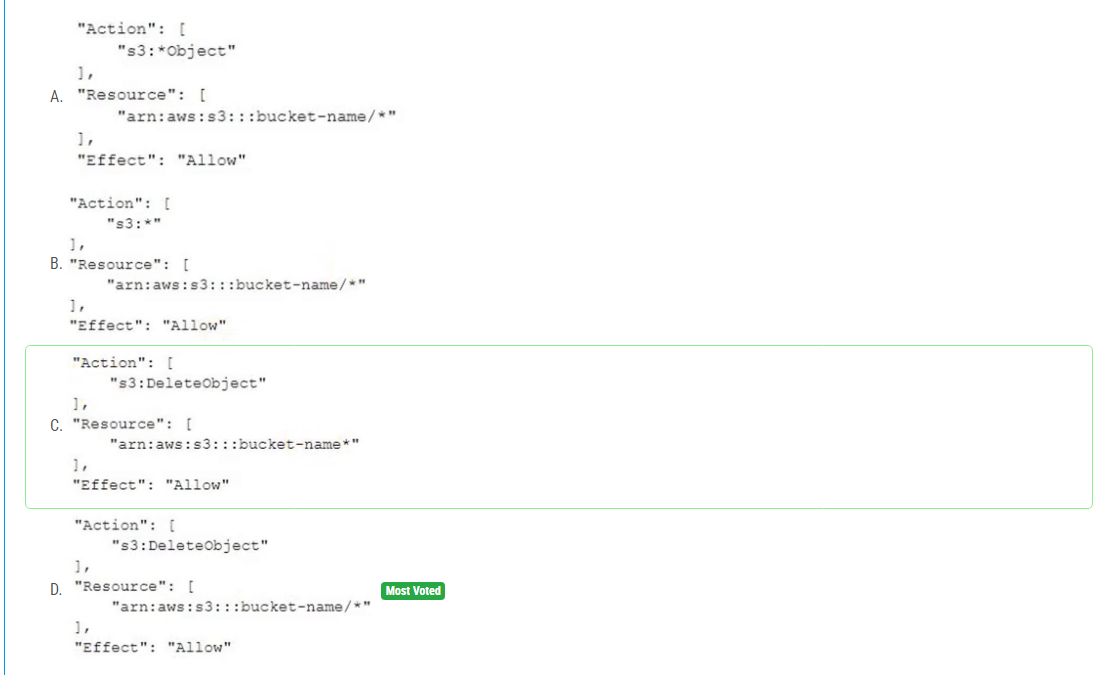 "Action": [
"s3:*Object"
],
A. "Resource": [
"arn:aws:s3:::bucket-name/*"
],
"Effect": "Allow"
"Action": [
"s3:*"
],
B. "Resource": [
"arn:aws:s3:::bucket-name/*"
],
"Effect": "Allow"
"Action": [
"s3:DeleteObject"
],
C. "Resource": [
"arn:aws:s3:::bucket-name*"
],
"Effect": "Allow"
"Action": [
"s3:DeleteObject"
],
D. "Resource": [ Most Voted
"arn:aws:s3:::bucket-name/*"
],
"Effect": "Allow"